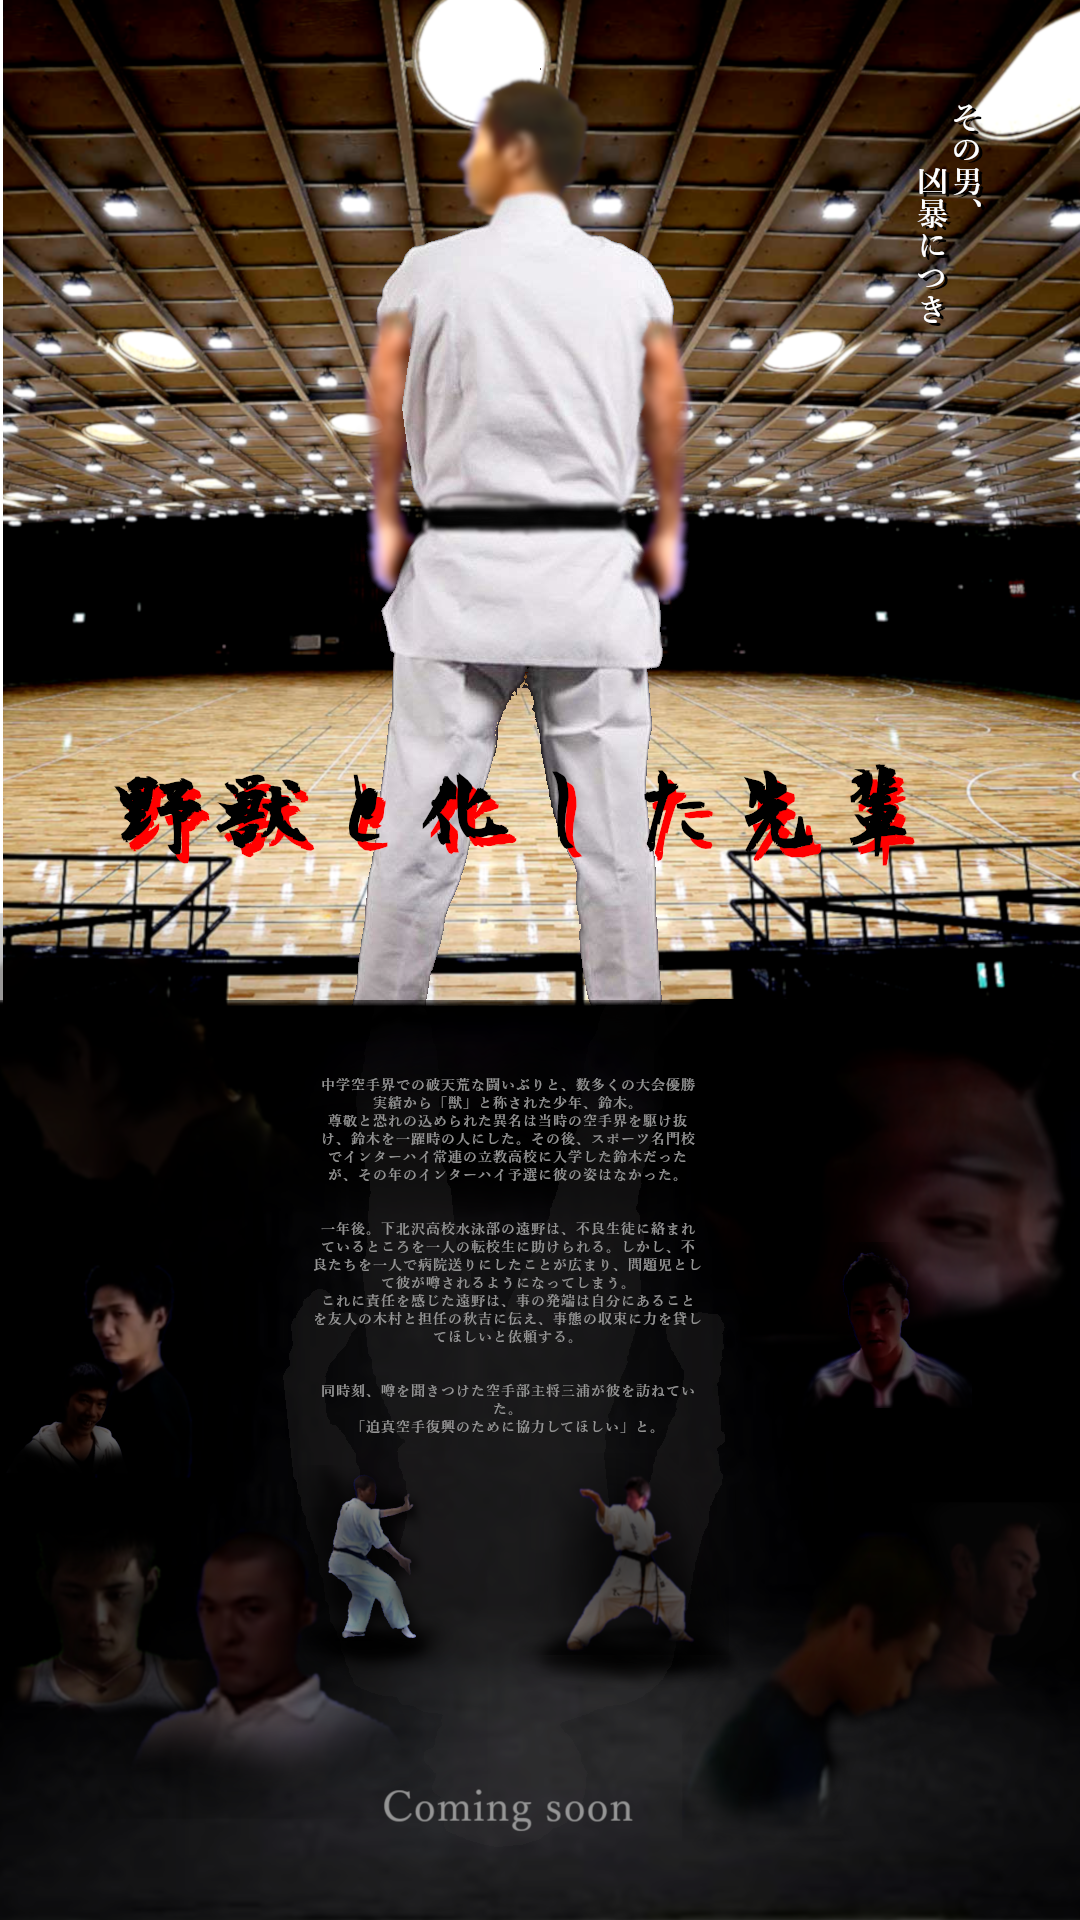 その男、
凶暴につき
野獣と化した先輩
中学空手界での破天荒な闘いぶりと、数多くの大会優勝
実績から「獣」と称された少年、鈴木。
尊敬と恐れの込められた異名は当時の空手界を駆け抜
け、鈴木を一躍時の人にした。その後、スポーツ名門校
でインターハイ常連の立教高校に入学した鈴木だった
が、その年のインターハイ予選に彼の姿はなかった。
一年後。下北沢高校水泳部の遠野は、不良生徒に絡まれ
ているところを一人の転校生に助けられる。しかし、不
良たちを一人で病院送りにしたことが広まり、問題児とし
て彼が噂されるようになってしまう。
これに責任を感じた遠野は、事の発端は自分にあること
を友人の木村と担任の秋吉に伝え、事態の収束に力を貸し
てほしいと依頼する。
同時刻、噂を聞きつけた空手部主将三浦が彼を訪ねてい
た。
「迫真空手復興のために協力してほしい」と。
Coming soon